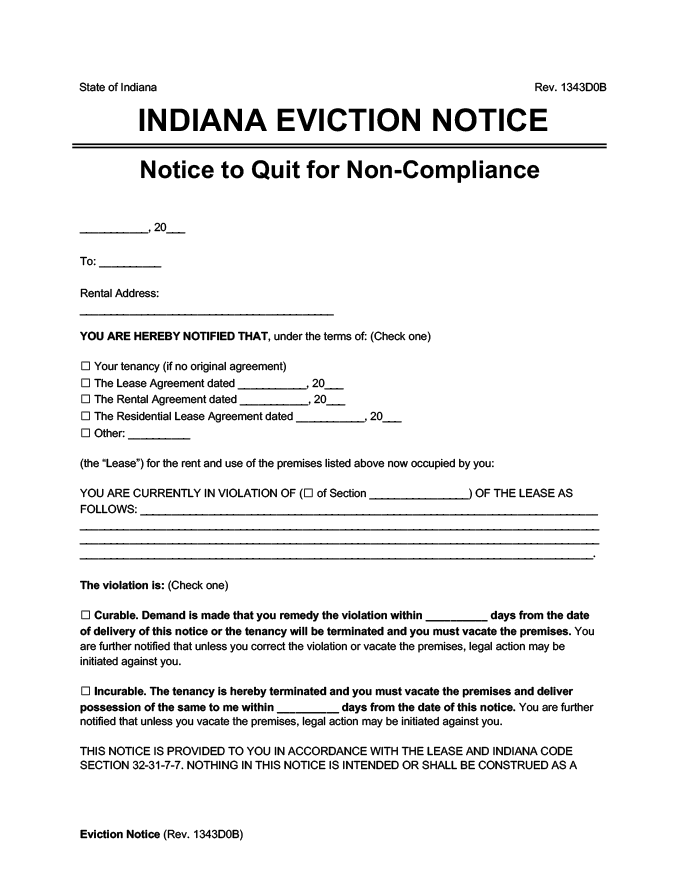 State of Indiana Rev. 1343D0B
INDIANA EVICTION NOTICE
Notice to Quit for Non-Compliance
___________, 20___
To: __________
Rental Address:
_________________________________________
YOU ARE HEREBY NOTIFIED THAT, under the terms of: (Check one)
☐ Your tenancy (if no original agreement)
☐ The Lease Agreement dated ___________, 20___
☐ The Rental Agreement dated ___________, 20___
☐ The Residential Lease Agreement dated ___________, 20___
☐ Other: __________
(the “Lease”) for the rent and use of the premises listed above now occupied by you:
YOU ARE CURRENTLY IN VIOLATION OF (☐ of Section ________________) OF THE LEASE AS
FOLLOWS: __________________________________________________________________________
____________________________________________________________________________________
____________________________________________________________________________________
___________________________________________________________________________________.
The violation is: (Check one)
☐ Curable. Demand is made that you remedy the violation within __________ days from the date
of delivery of this notice or the tenancy will be terminated and you must vacate the premises. You
are further notified that unless you correct the violation or vacate the premises, legal action may be
initiated against you.
☐ Incurable. The tenancy is hereby terminated and you must vacate the premises and deliver
possession of the same to me within __________ days from the date of this notice. You are further
notified that unless you vacate the premises, legal action may be initiated against you.
THIS NOTICE IS PROVIDED TO YOU IN ACCORDANCE WITH THE LEASE AND INDIANA CODE
SECTION 32-31-7-7. NOTHING IN THIS NOTICE IS INTENDED OR SHALL BE CONSTRUED AS A
Eviction Notice (Rev. 1343D0B)